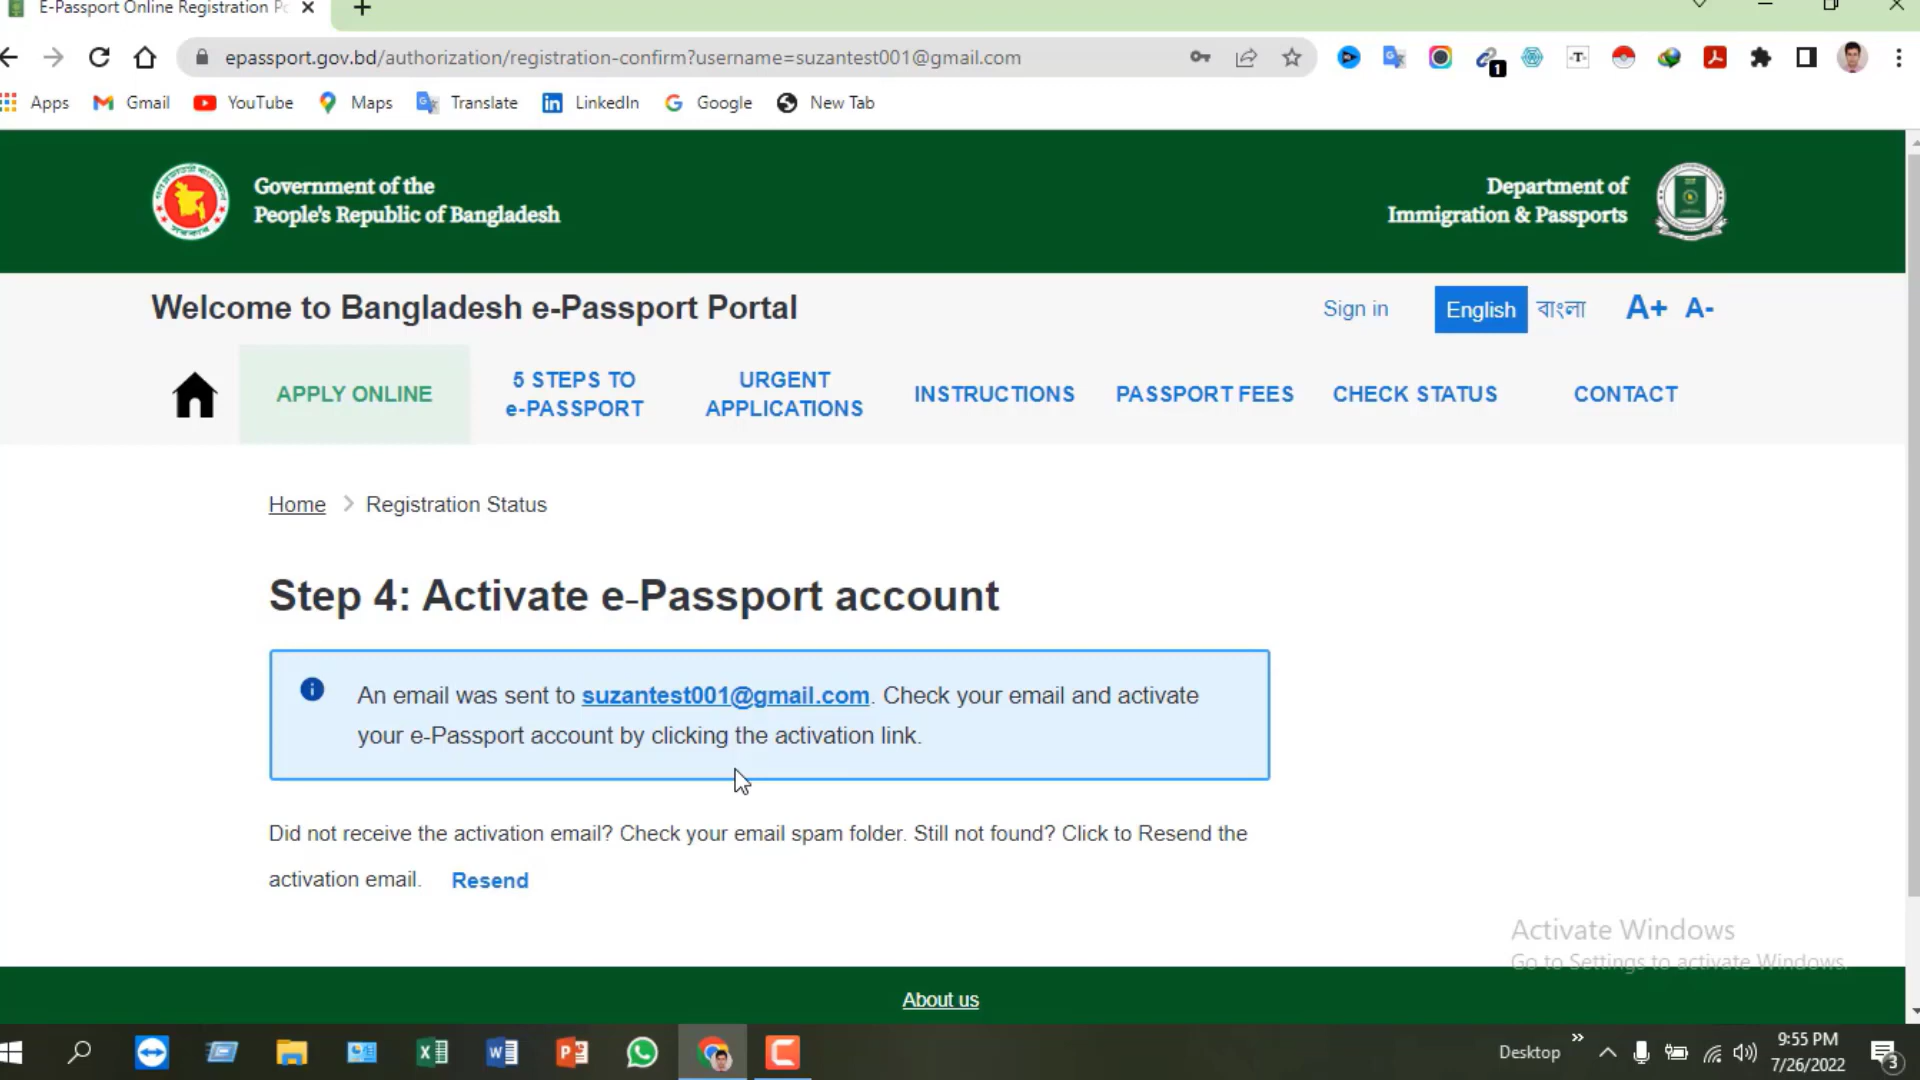 E-Passport Online Registration Po
epassport.gov.bd/authorization/registration-confirm?username=suzantest001@gmail.com
1
Apps Gmail YouTube Maps Translate LinkedIn Google New Tab
Government of the
People's Republic of Bangladesh
Department of
Immigration & Passports
Welcome to Bangladesh e-Passport Portal
Sign in English বাংলা A+ A-
APPLY ONLINE
5 STEPS TO
e-PASSPORT
URGENT
APPLICATIONS
INSTRUCTIONS
PASSPORT FEES
CHECK STATUS
CONTACT
Home > Registration Status
Step 4: Activate e-Passport account
An email was sent to suzantest001@gmail.com. Check your email and activate
your e-Passport account by clicking the activation link.
Did not receive the activation email? Check your email spam folder. Still not found? Click to Resend the
activation email. Resend
Activate Windows
Go to Settings to activate Windows.
About us
Desktop
9:55 PM
7/26/2022
3